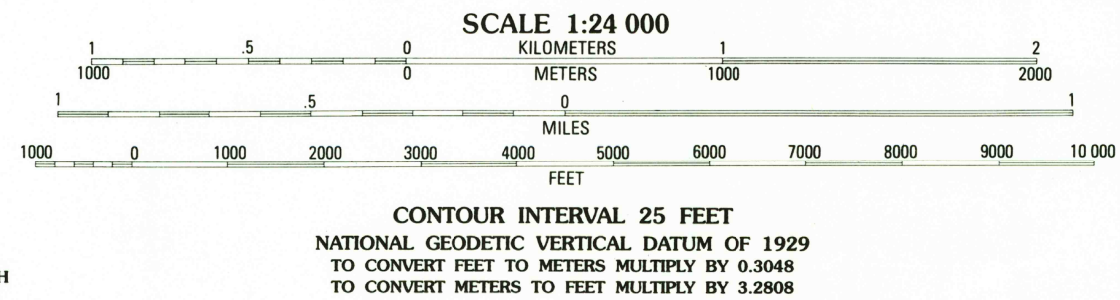 SCALE 1:24 000
1 .5 0 KILOMETERS 1 2
1000 0 METERS 1000 2000
1 .5 0 1
MILES
1000 0 1000 2000 3000 4000 5000 6000 7000 8000 9000 10 000
FEET
CONTOUR INTERVAL 25 FEET
NATIONAL GEODETIC VERTICAL DATUM OF 1929
TO CONVERT FEET TO METERS MULTIPLY BY 0.3048
H
TO CONVERT METERS TO FEET MULTIPLY BY 3.2808